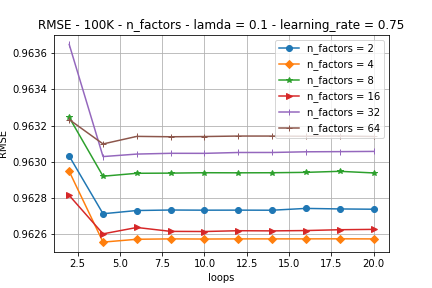 RMSE - 100K - n_factors - lamda = 0.1 - learning_rate = 0.75
RMSE
0.9636
0.9634
0.9632
0.9630
0.9628
0.9626
n_factors = 2
n_factors = 4
n_factors = 8
n_factors = 16
n_factors = 32
n_factors = 64
2.5 5.0 7.5 10.0 12.5 15.0 17.5 20.0
loops